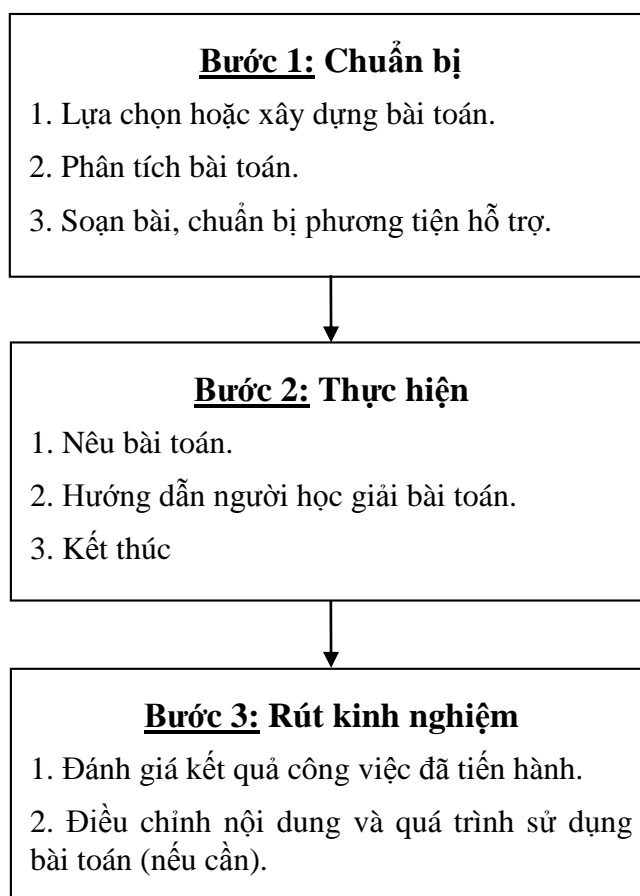 Bước 1: Chuẩn bị
1. Lựa chọn hoặc xây dựng bài toán.
2. Phân tích bài toán.
3. Soạn bài, chuẩn bị phương tiện hỗ trợ.
Bước 2: Thực hiện
1. Nêu bài toán.
2. Hướng dẫn người học giải bài toán.
3. Kết thúc
Bước 3: Rút kinh nghiệm
1. Đánh giá kết quả công việc đã tiến hành.
2. Điều chỉnh nội dung và quá trình sử dụng
bài toán (nếu cần).